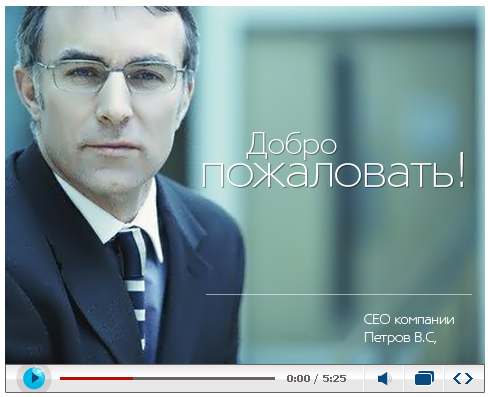 Добро
пожаловать!
CEO компании
Петров В.С,
0:00 / 5:25